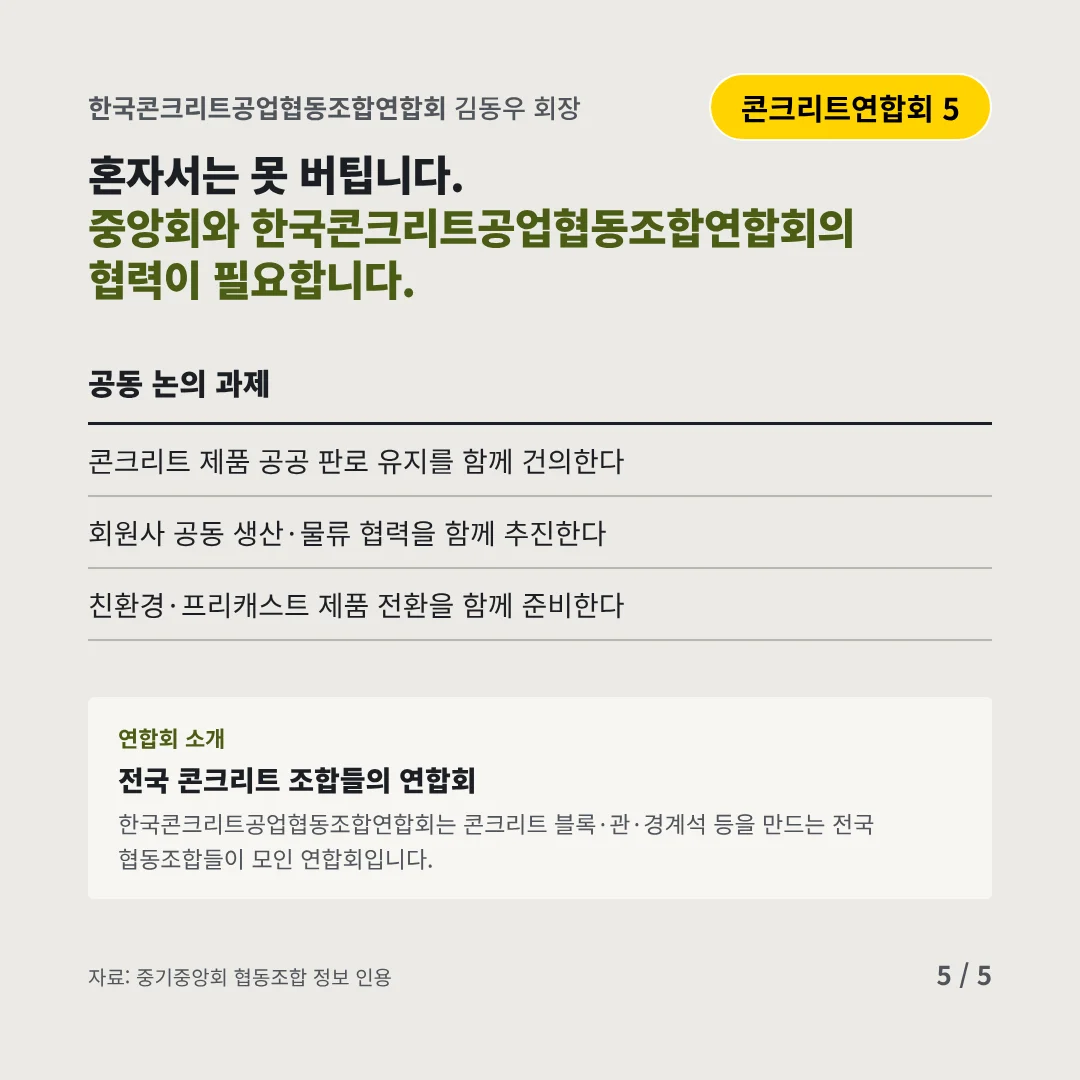 한국콘크리트공업협동조합연합회 김동우 회장
콘크리트연합회 5
혼자서는 못 버팁니다.
중앙회와 한국콘크리트공업협동조합연합회의
협력이 필요합니다.
공동 논의 과제
콘크리트 제품 공공 판로 유지를 함께 건의한다
회원사 공동 생산·물류 협력을 함께 추진한다
친환경·프리캐스트 제품 전환을 함께 준비한다
연합회 소개
전국 콘크리트 조합들의 연합회
한국콘크리트공업협동조합연합회는 콘크리트 블록·관·경계석 등을 만드는 전국
협동조합들이 모인 연합회입니다.
자료: 중기중앙회 협동조합 정보 인용
5 / 5